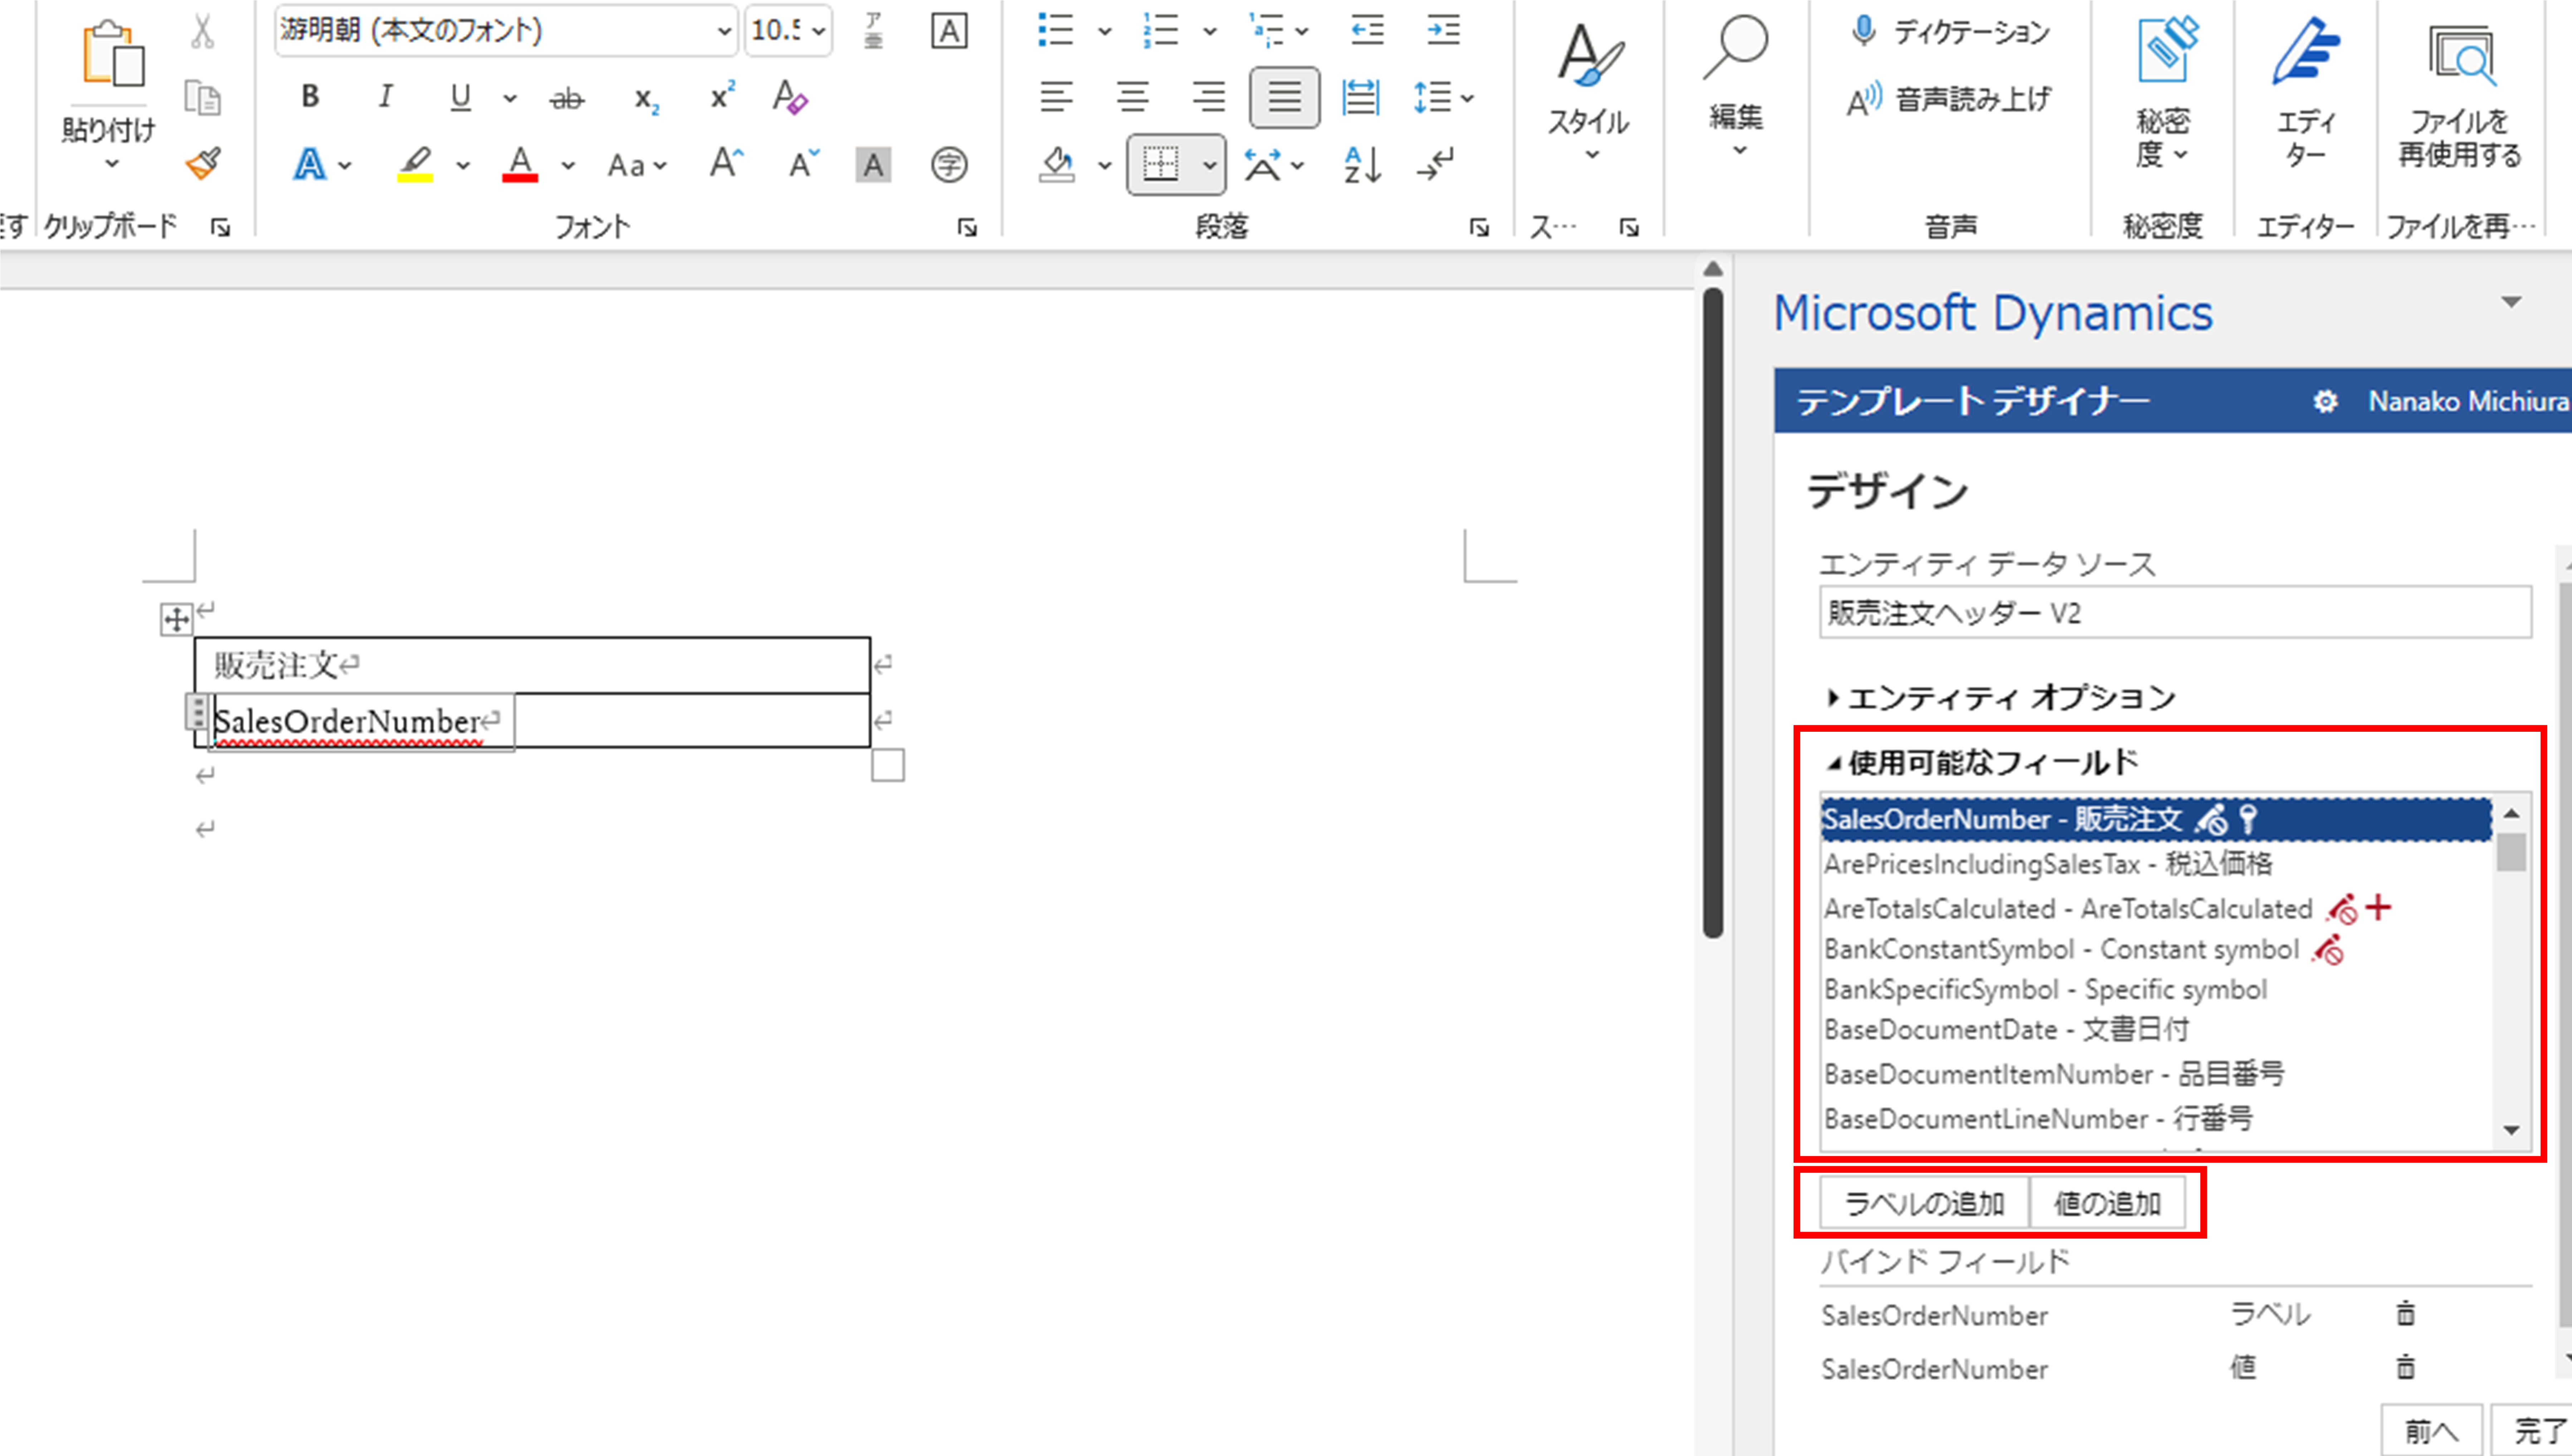 游明朝 (本文のフォント)
10.5
ディクテーション
音声読み上げ
貼り付け
スタイル
編集
秘密
度
エディ
ター
ファイルを
再使用する
クリップボード
フォント
段落
ス…
音声
秘密度
エディター
ファイルを再…
Microsoft Dynamics
テンプレート デザイナー
Nanako Michiura
デザイン
エンティティ データ ソース
販売注文ヘッダー V2
エンティティ オプション
販売注文
SalesOrderNumber
使用可能なフィールド
SalesOrderNumber - 販売注文
ArePricesIncludingSalesTax - 税込価格
AreTotalsCalculated - AreTotalsCalculated
BankConstantSymbol - Constant symbol
BankSpecificSymbol - Specific symbol
BaseDocumentDate - 文書日付
BaseDocumentItemNumber - 品目番号
BaseDocumentLineNumber - 行番号
ラベルの追加 値の追加
バインド フィールド
SalesOrderNumber ラベル
SalesOrderNumber 値
前へ 完了